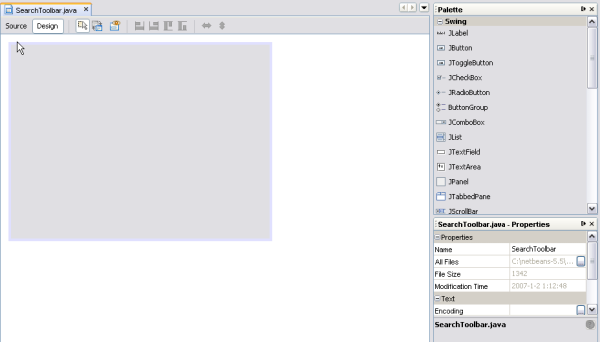 SearchToolbar.java
Source Design
Palette
Swing
JLabel
JButton
JToggleButton
JCheckBox
JRadioButton
ButtonGroup
JComboBox
JList
JTextField
JTextArea
JPanel
JTabbedPane
JScrollBar
SearchToolbar.java - Properties
Properties
Name SearchToolbar
All Files C:\netbeans-5.5\...
File Size 1342
Modification Time 2007-1-2 1:12:48
Text
Encoding
SearchToolbar.java